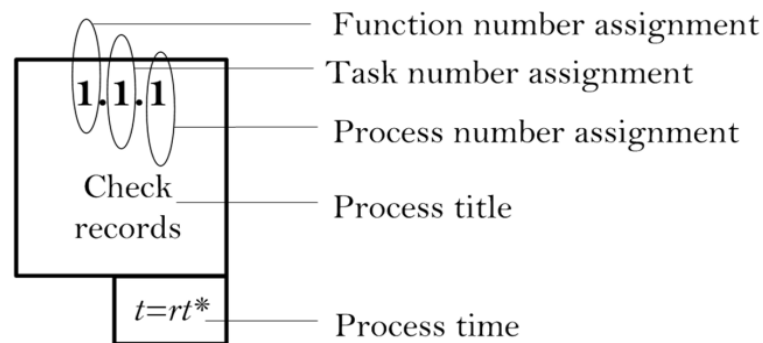 Function number assignment
Task number assignment
1.1.1
Process number assignment
Check
records
Process title
t=rt*
Process time